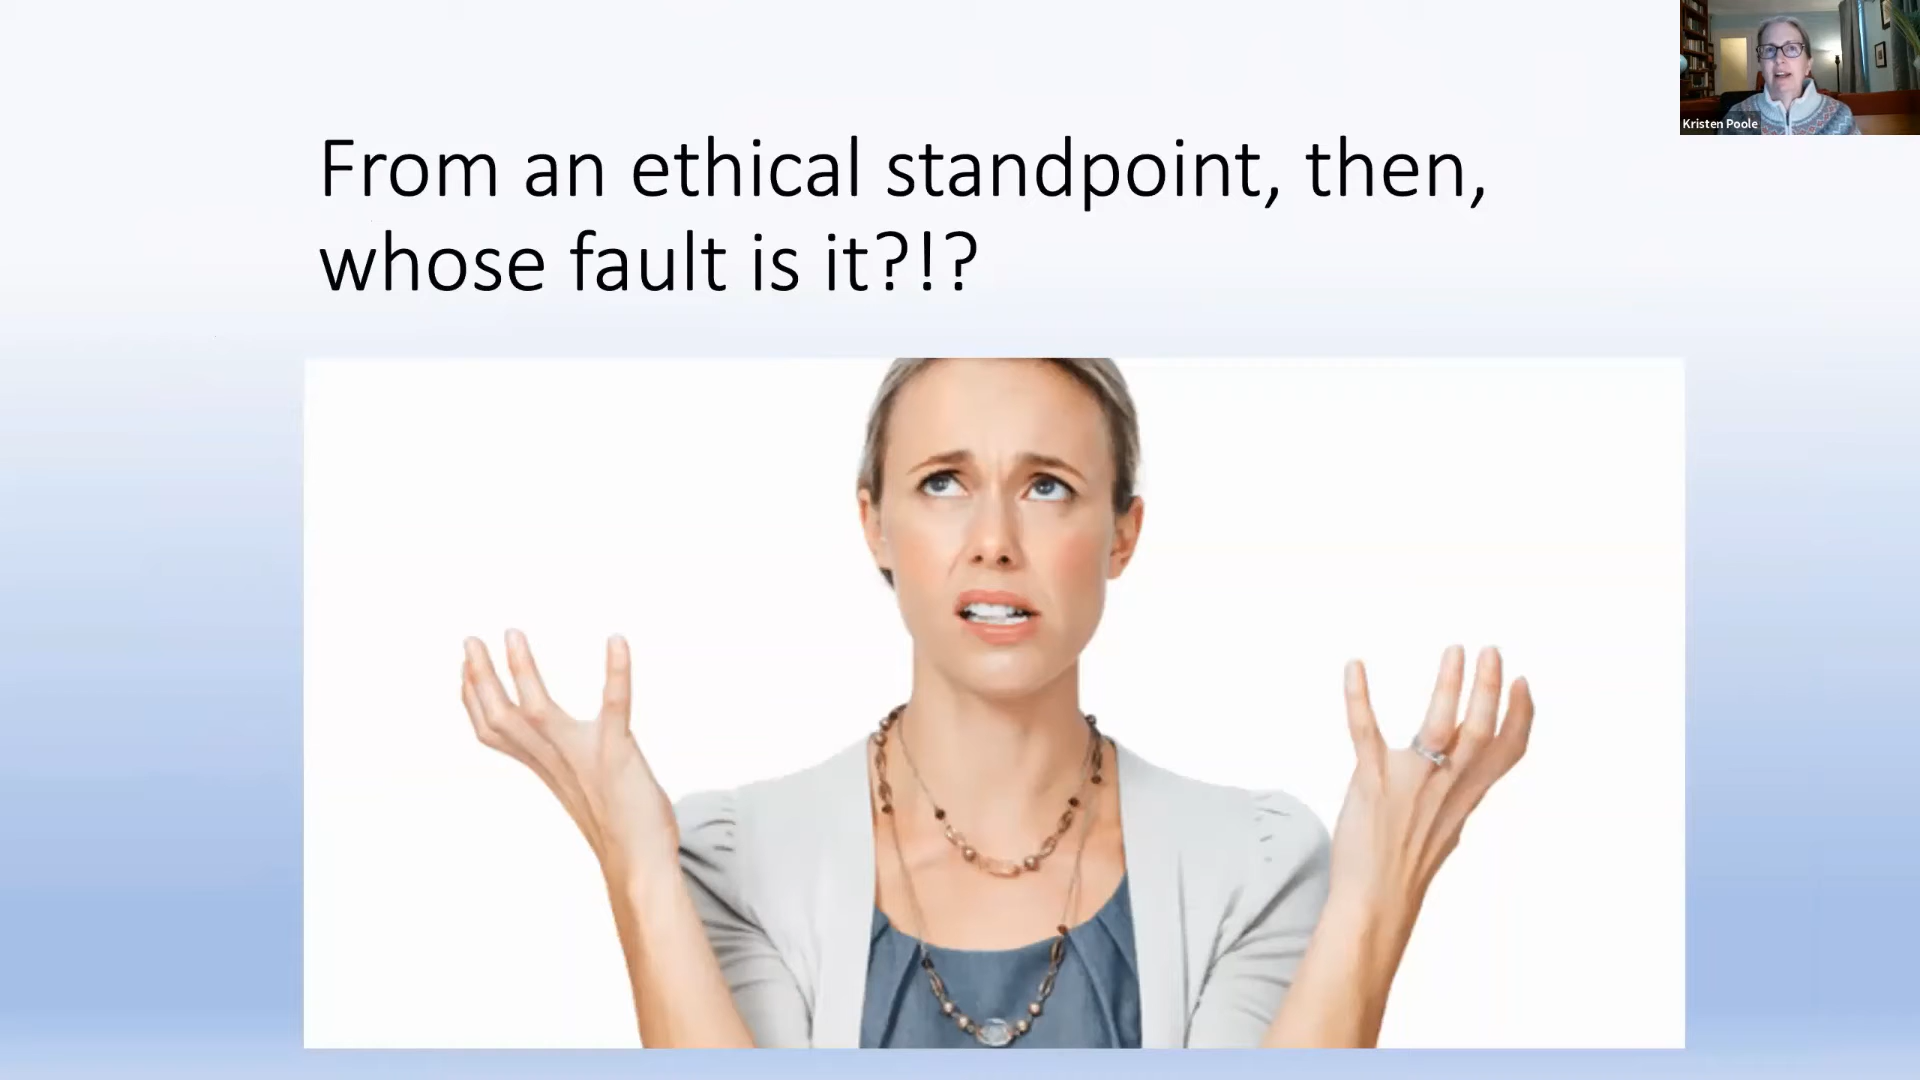 From an ethical standpoint, then,
whose fault is it?!?
Kristen Poole